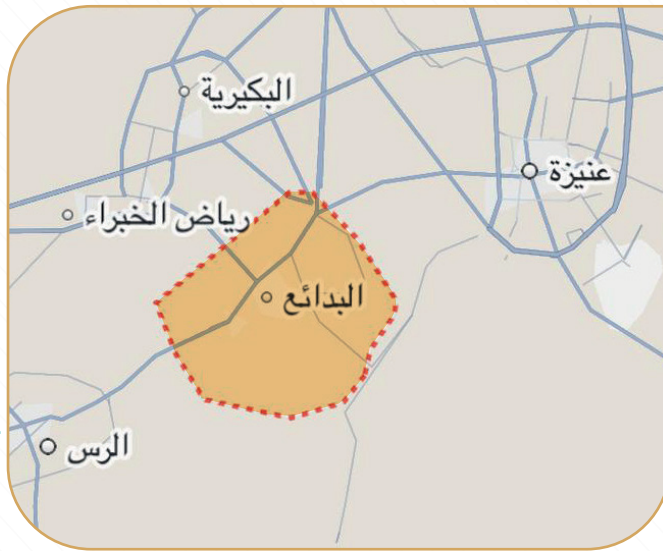 البكيرية
عنيزة
رياض الخبراء
البدائع
الرس